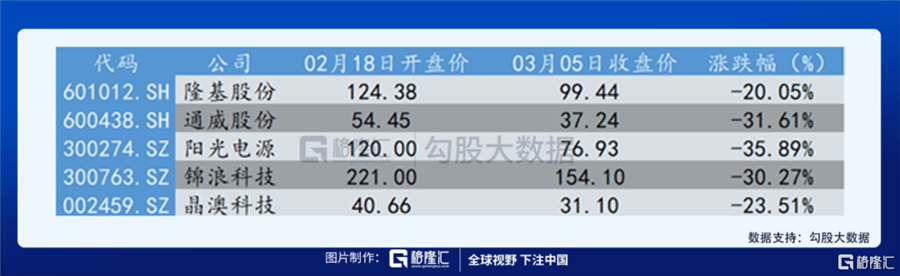 代码 公司 02月18日开盘价 03月05日收盘价 涨跌幅（%）
601012.SH 隆基股份 124.38 99.44 -20.05%
600438.SH 通威股份 54.45 37.24 -31.61%
300274.SZ 阳光电源 120.00 76.93 -35.89%
300763.SZ 锦浪科技 221.00 154.10 -30.27%
002459.SZ 晶澳科技 40.66 31.10 -23.51%
格隆汇 勾股大数据
数据支持：勾股大数据
图片制作： 格隆汇 www.gelonghui.com 全球视野 下注中国
格隆汇